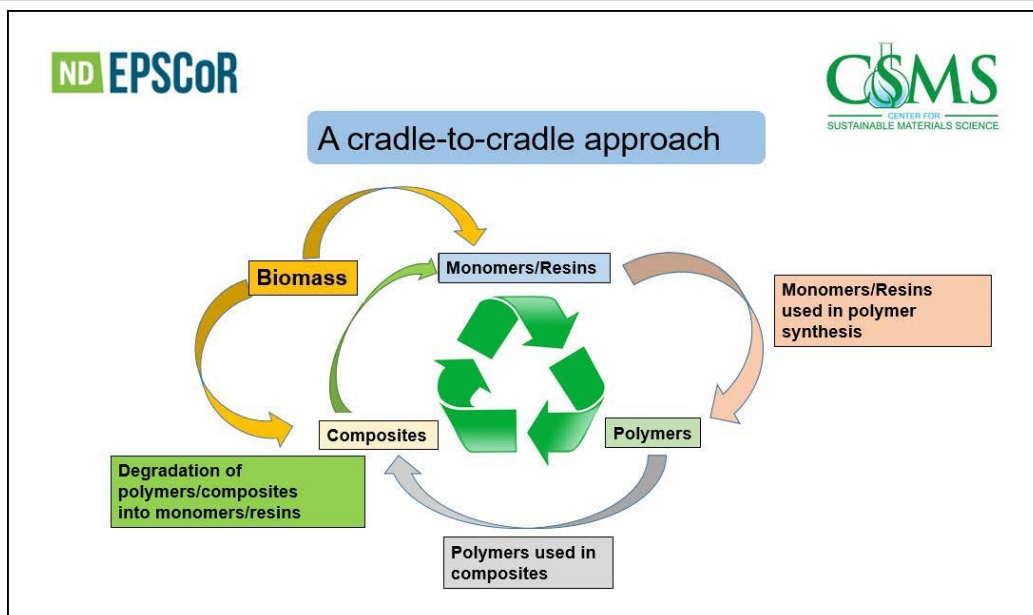 ND EPSCoR
CSMS
CENTER FOR
SUSTAINABLE MATERIALS SCIENCE
A cradle-to-cradle approach
Biomass
Monomers/Resins
Monomers/Resins
used in polymer
synthesis
Composites
Polymers
Degradation of
polymers/composites
into monomers/resins
Polymers used in
composites